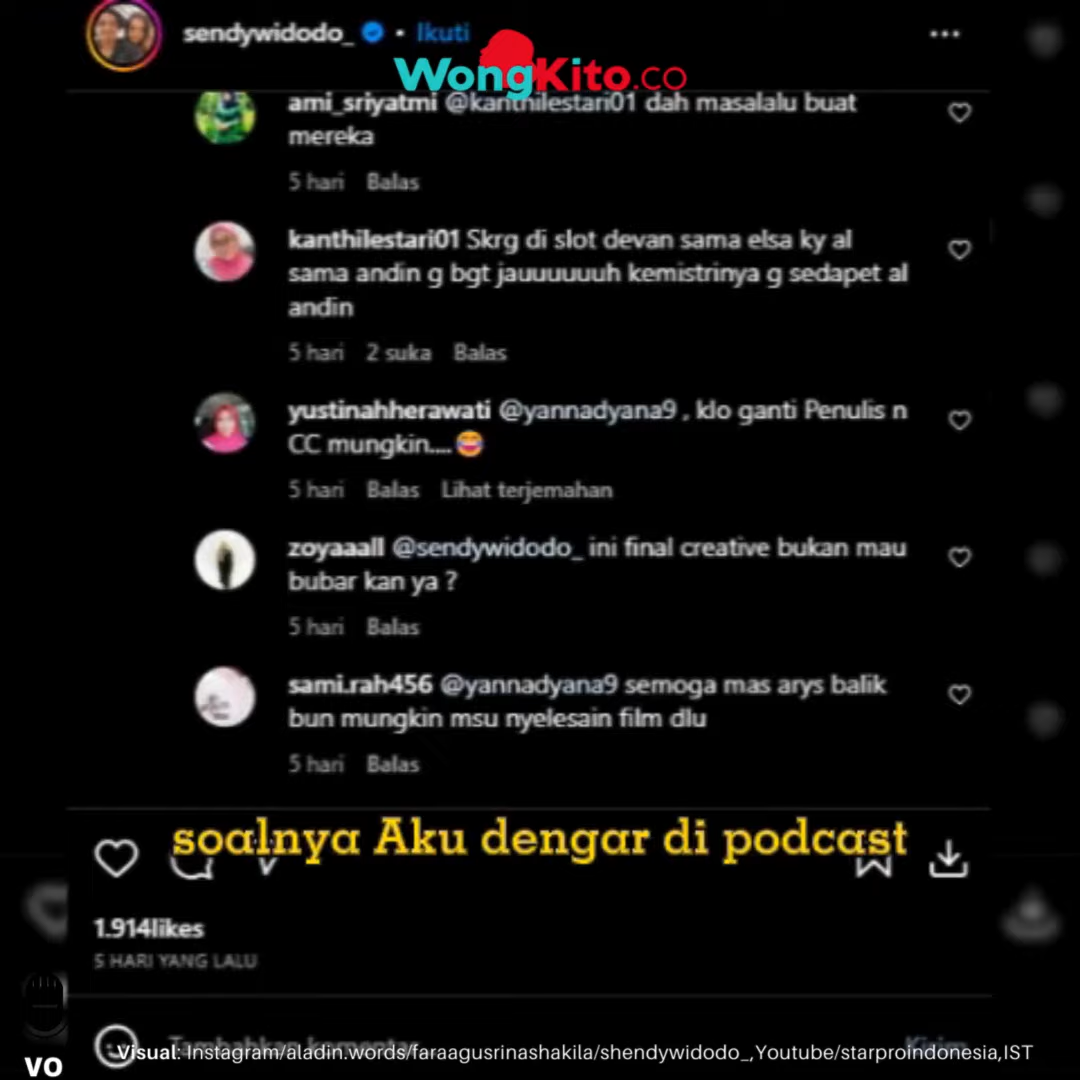 sendywidodo_ • Ikuti
WongKito.co
ami_sriyatmi @kanthilestari01 dah masalalu buat
mereka
5 hari Balas
kanthilestari01 Skrg di slot devan sama elsa ky al
sama andin g bgt jauuuuuuh kemistrinya g sedapet al
andin
5 hari 2 suka Balas
yustinahherawati @yannadyana9 , klo ganti Penulis n
CC mungkin.... 😂
5 hari Balas Lihat terjemahan
zoyaaall @sendywidodo_ ini final creative bukan mau
bubar kan ya ?
5 hari Balas
sami.rah456 @yannadyana9 semoga mas arys balik
bun mungkin msu nyelesain film dlu
5 hari Balas
soalnya Aku dengar di podcast
1.914likes
5 HARI YANG LALU
Tambahkan komentar...
Kirim
VO
Visual: Instagram/aladin.words/faraagusrinashakila/shendywidodo_,Youtube/starproindonesia,IST